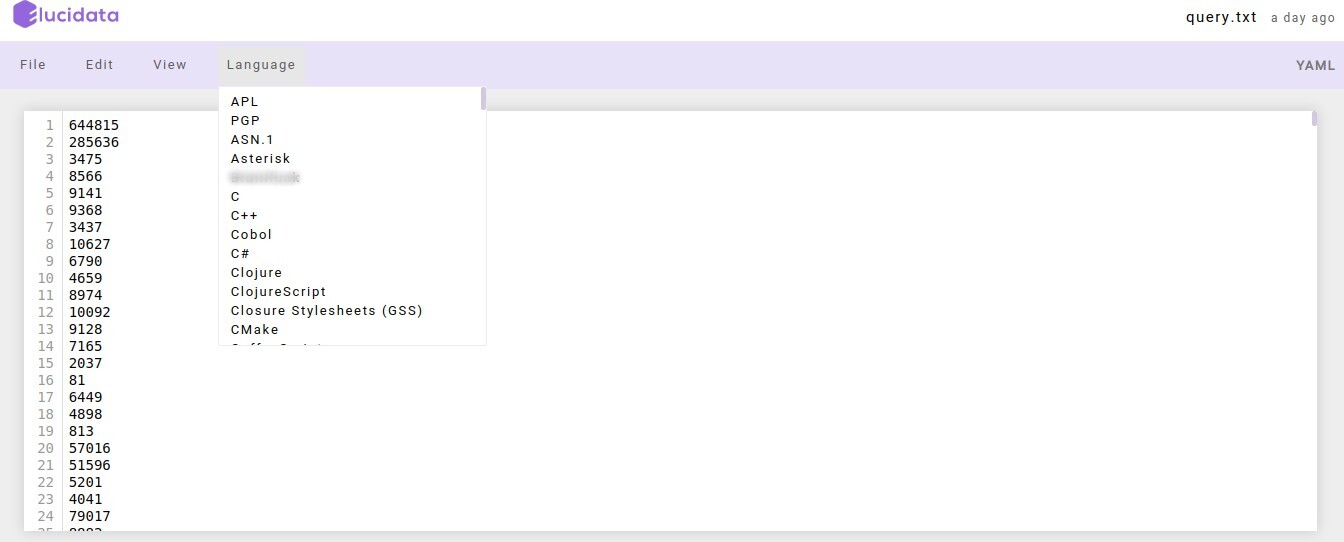 Elucidata
query.txt a day ago
File Edit View Language YAML
APL
PGP
ASN.1
Asterisk
C
C++
Cobol
C#
Clojure
ClojureScript
Closure Stylesheets (GSS)
CMake
1 644815
2 285636
3 3475
4 8566
5 9141
6 9368
7 3437
8 10627
9 6790
10 4659
11 8974
12 10092
13 9128
14 7165
15 2037
16 81
17 6449
18 4898
19 813
20 57016
21 51596
22 5201
23 4041
24 79017